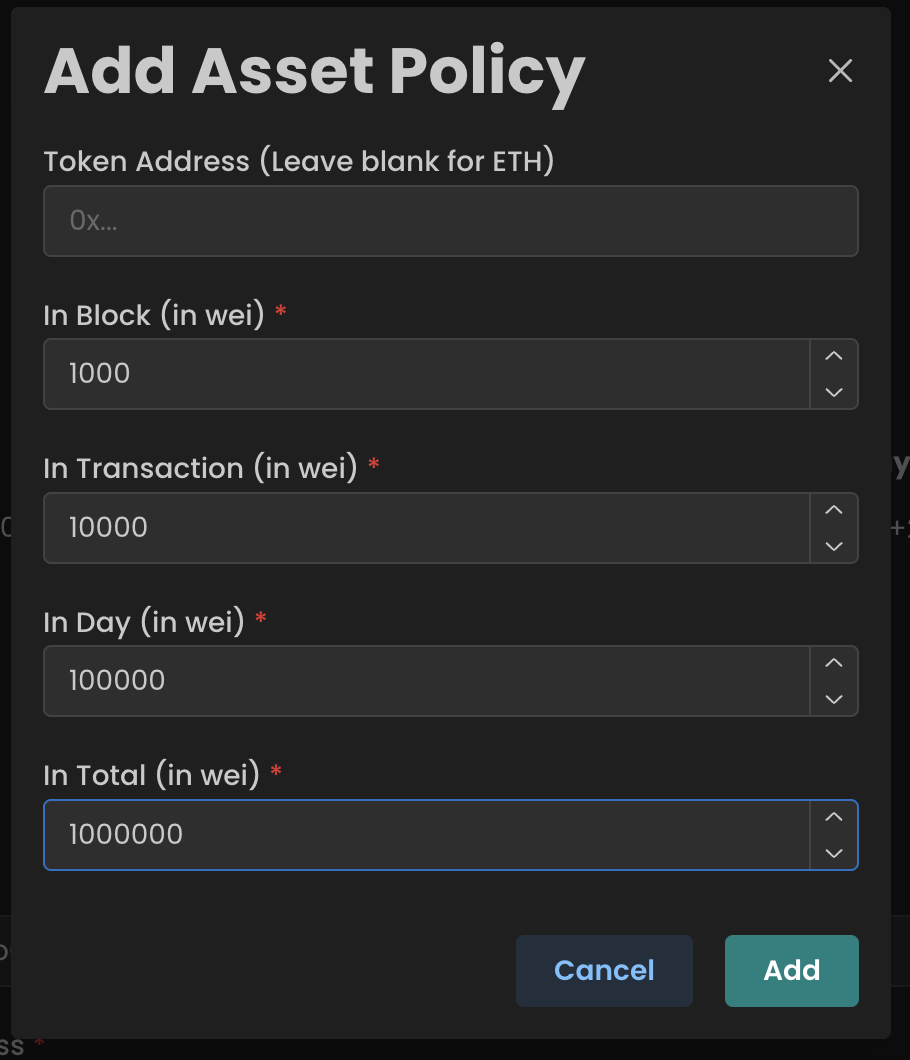 Add Asset Policy
Token Address (Leave blank for ETH)
0x...
In Block (in wei) *
1000
In Transaction (in wei) *
10000
In Day (in wei) *
100000
In Total (in wei) *
1000000
Cancel
Add